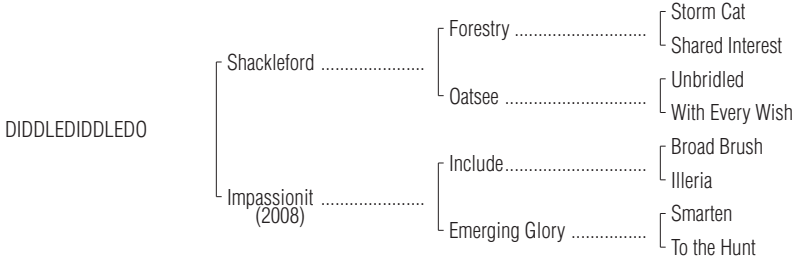 Storm Cat
Forestry ............................
Shared Interest
Shackleford ......................
Unbridled
Oatsee ..............................
With Every Wish
DIDDLEDIDDLEDO
Broad Brush
Include..............................
Illeria
Impassionit ......................
(2008)
Smarten
Emerging Glory ................
To the Hunt